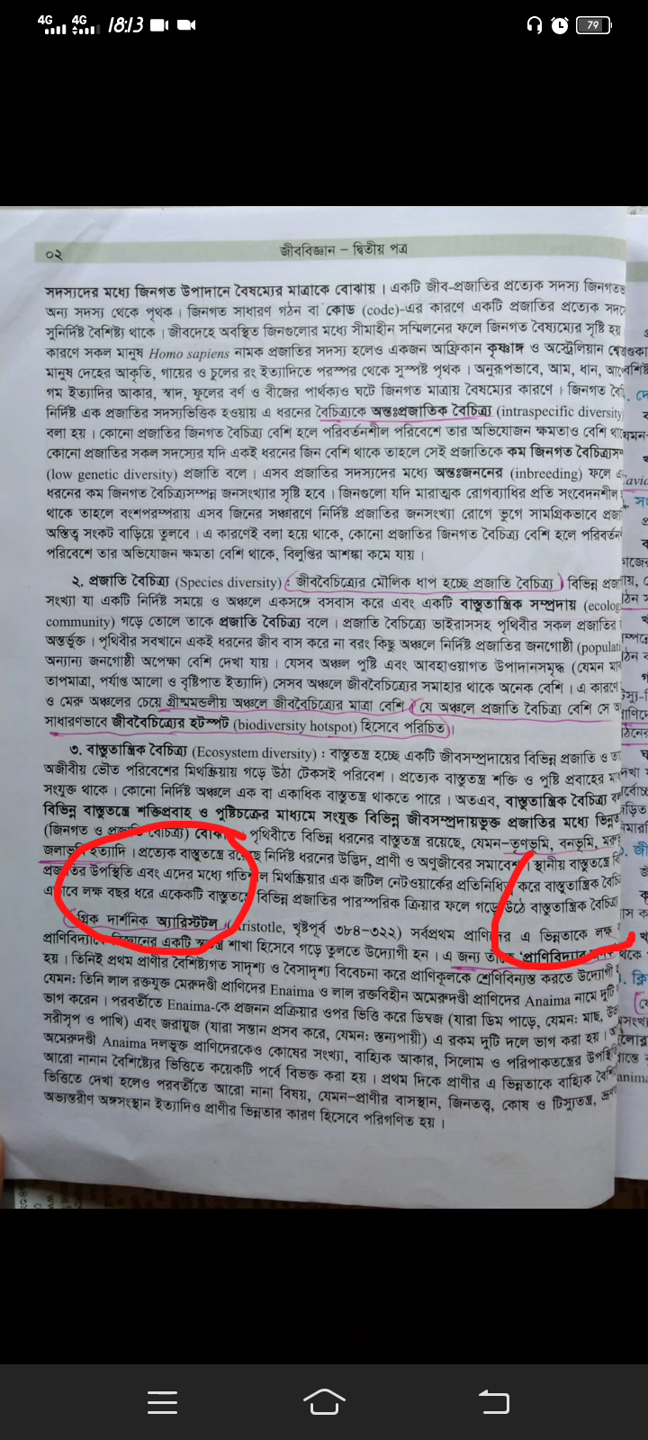 4G 4G 18:13 79
০২ জীববিজ্ঞান – দ্বিতীয় পত্র
সদস্যদের মধ্যে জিনগত উপাদানে বৈষম্যের মাত্রাকে বোঝায়। একটি জীব-প্রজাতির প্রত্যেক সদস্য জিনগত
অন্য সদস্য থেকে পৃথক। জিনগত সাধারণ গঠন বা কোড (code)-এর কারণে একটি প্রজাতির প্রত্যেক
সুনির্দিষ্ট বৈশিষ্ট্য থাকে। জীবদেহে অবস্থিত জিনগুলোর মধ্যে সীমাহীন সম্মিলনের ফলে জিনগত বৈষম্যের সৃষ্টি হয়
কারণে সকল মানুষ Homo sapiens নামক প্রজাতির সদস্য হলেও একজন আফ্রিকান কৃষ্ণাঙ্গ ও অস্ট্রেলিয়ান
মানুষ দেহের আকৃতি, গায়ের ও চুলের রং ইত্যাদিতে পরস্পর থেকে সুস্পষ্ট পৃথক। অনুরূপভাবে, আম, ধান,
গম ইত্যাদির আকার, স্বাদ, ফুলের বর্ণ ও বীজের পার্থক্যও ঘটে জিনগত মাত্রায় বৈষম্যের কারণে। জিনগত
নির্দিষ্ট এক প্রজাতির সদস্যভিত্তিক হওয়ায় এ ধরনের বৈচিত্র্যকে অন্তঃপ্রজাতিক বৈচিত্র্য (intraspecific diversity)
বলা হয়। কোনো প্রজাতির জিনগত বৈচিত্র্য বেশি হলে পরিবর্তনশীল পরিবেশে তার অভিযোজন ক্ষমতাও বেশি
কোনো প্রজাতির সকল সদস্যের যদি একই ধরনের জিন বেশি থাকে তাহলে সেই প্রজাতিকে কম জিনগত বৈচিত্র্যসম
(low genetic diversity) প্রজাতি বলে। এসব প্রজাতির সদস্যদের মধ্যে অন্তঃজননের (inbreeding) ফলে
ধরনের কম জিনগত বৈচিত্র্যসম্পন্ন জনসংখ্যার সৃষ্টি হবে। জিনগুলো যদি মারাত্মক রোগব্যাধির প্রতি সংবেদনশীল
থাকে তাহলে বংশপরম্পরায় এসব জিনের সঞ্চারণে নির্দিষ্ট প্রজাতির জনসংখ্যা রোগে ভুগে সামগ্রিকভাবে
অস্তিত্ব সংকট বাড়িয়ে তুলবে। এ কারণেই বলা হয়ে থাকে, কোনো প্রজাতির জিনগত বৈচিত্র্য বেশি হলে
পরিবেশে তার অভিযোজন ক্ষমতা বেশি থাকে, বিলুপ্তির আশঙ্কা কমে যায়।
২. প্রজাতি বৈচিত্র্য (Species diversity) : জীববৈচিত্র্যের মৌলিক ধাপ হচ্ছে প্রজাতি বৈচিত্র্য। বিভিন্ন
সংখ্যা যা একটি নির্দিষ্ট সময়ে ও অঞ্চলে একসঙ্গে বসবাস করে এবং একটি বাস্তুতান্ত্রিক সম্প্রদায় (ecolog
community) গড়ে তোলে তাকে প্রজাতি বৈচিত্র্য বলে। প্রজাতি বৈচিত্র্যে ভাইরাসসহ পৃথিবীর সকল প্রজাতির
অন্তর্ভুক্ত। পৃথিবীর সবখানে একই ধরনের জীব বাস করে না বরং কিছু অঞ্চলে নির্দিষ্ট প্রজাতির জনগোষ্ঠী (populati
অন্যান্য জনগোষ্ঠী অপেক্ষা বেশি দেখা যায়। যেসব অঞ্চল পুষ্টি এবং আবহাওয়াগত উপাদানসমৃদ্ধ (যেমন
তাপমাত্রা, পর্যাপ্ত আলো ও বৃষ্টিপাত ইত্যাদি) সেসব অঞ্চলে জীববৈচিত্র্যের সমাহার থাকে অনেক বেশি। এ কারণে
ও মেরু অঞ্চলের চেয়ে গ্রীষ্মমন্ডলীয় অঞ্চলে জীববৈচিত্র্যের মাত্রা বেশি। যে অঞ্চলে প্রজাতি বৈচিত্র্য বেশি সে
সাধারণভাবে জীববৈচিত্র্যের হটস্পট (biodiversity hotspot) হিসেবে পরিচিত।
৩. বাস্তুতান্ত্রিক বৈচিত্র্য (Ecosystem diversity) : বাস্তুতন্ত্র হচ্ছে একটি জীবসম্প্রদায়ের বিভিন্ন প্রজাতি ও
অজীবীয় ভৌত পরিবেশের মিথষ্ক্রিয়ায় গড়ে উঠা টেকসই পরিবেশ। প্রত্যেক বাস্তুতন্ত্র শক্তি ও পুষ্টি প্রবাহের
সংযুক্ত থাকে। কোনো নির্দিষ্ট অঞ্চলে এক বা একাধিক বাস্তুতন্ত্র থাকতে পারে। অতএব, বাস্তুতান্ত্রিক বৈচিত্র্য
বিভিন্ন বাস্তুতন্ত্রে শক্তিপ্রবাহ ও পুষ্টিচক্রের মাধ্যমে সংযুক্ত বিভিন্ন জীবসম্প্রদায়ভুক্ত প্রজাতির মধ্যে
(জিনগত ও প্রজাতি বৈচিত্র্য) পৃথিবীতে বিভিন্ন ধরনের বাস্তুতন্ত্র রয়েছে, যেমন–তৃণভূমি, বনভূমি,
ইত্যাদি। প্রত্যেক বাস্তুতন্ত্রে রয়েছে নির্দিষ্ট ধরনের উদ্ভিদ, প্রাণী ও অণুজীবের সমাবেশ। স্থানীয় বাস্তুতন্ত্রে
উপস্থিতি এবং এদের মধ্যে গতিশীল মিথষ্ক্রিয়ার এক জটিল নেটওয়ার্কের প্রতিনিধিত্ব করে বাস্তুতান্ত্রিক
লক্ষ বছর ধরে একেকটি বাস্তুতন্ত্রে বিভিন্ন প্রজাতির পারস্পরিক ক্রিয়ার ফলে গড়ে উঠে বাস্তুতান্ত্রিক বৈচিত্র্য
গ্রিক দার্শনিক অ্যারিস্টটল (Aristotle, খৃষ্টপূর্ব ৩৮৪–৩২২) সর্বপ্রথম প্রাণিদের এ ভিন্নতাকে লক্ষ
বিজ্ঞানের একটি স্বতন্ত্র শাখা হিসেবে গড়ে তুলতে উদ্যোগী হন। এ জন্য তাকে 'প্রাণিবিদ্যার
হয়। তিনিই প্রথম প্রাণীর বৈশিষ্ট্যগত সাদৃশ্য ও বৈসাদৃশ্য বিবেচনা করে প্রাণিকূলকে শ্রেণিবিন্যস্ত করতে উদ্যোগী
যেমন: তিনি লাল রক্তযুক্ত মেরুদণ্ডী প্রাণিদের Enaima ও লাল রক্তবিহীন অমেরুদণ্ডী প্রাণিদের Anaima নামে দুটি
ভাগ করেন। পরবর্তীতে Enaima-কে প্রজনন প্রক্রিয়ার ওপর ভিত্তি করে ডিম্বজ (যারা ডিম পাড়ে, যেমন: মাছ,
সরীসৃপ ও পাখি) এবং জরায়ুজ (যারা সন্তান প্রসব করে, যেমন: স্তন্যপায়ী) এ রকম দুটি দলে ভাগ করা হয়।
অমেরুদণ্ডী Anaima দলভুক্ত প্রাণিদেরকেও কোষের সংখ্যা, বাহ্যিক আকার, সিলোম ও পরিপাকতন্ত্রের
আরো নানান বৈশিষ্ট্যের ভিত্তিতে কয়েকটি পর্বে বিভক্ত করা হয়। প্রথম দিকে প্রাণীর এ ভিন্নতাকে বাহ্যিক
ভিত্তিতে দেখা হলেও পরবর্তীতে আরো নানা বিষয়, যেমন–প্রাণীর বাসস্থান, জিনতত্ত্ব, কোষ ও টিস্যুতন্ত্র, ভ্রূণ
অভ্যন্তরীণ অঙ্গসংস্থান ইত্যাদিও প্রাণীর ভিন্নতার কারণ হিসেবে পরিগণিত হয়।